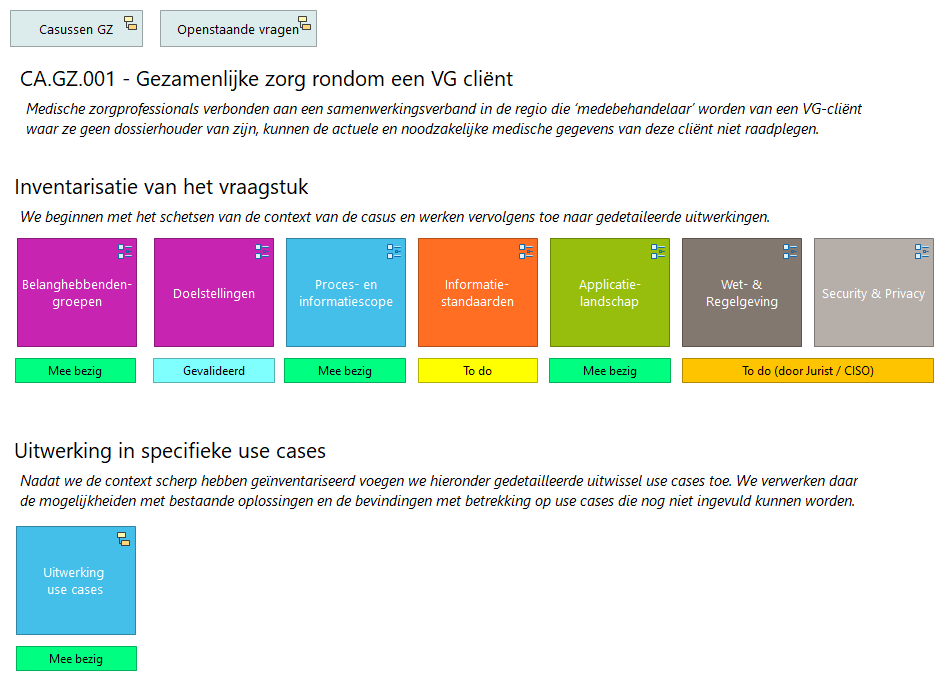 Casussen GZ
Openstaande vragen
CA.GZ.001 - Gezamenlijke zorg rondom een VG cliënt
Medische zorgprofessionals verbonden aan een samenwerkingsverband in de regio die ‘medebehandelaar’ worden van een VG-cliënt
waar ze geen dossierhouder van zijn, kunnen de actuele en noodzakelijke medische gegevens van deze cliënt niet raadplegen.
Inventarisatie van het vraagstuk
We beginnen met het schetsen van de context van de casus en werken vervolgens toe naar gedetaileerde uitwerkingen.
Belanghebbenden-
groepen
Doelstellingen
Proces- en
informatiescope
Informatie-
standaarden
Applicatie-
landschap
Wet- &
Regelgeving
Security & Privacy
Mee bezig
Gevalideerd
Mee bezig
To do
Mee bezig
To do (door Jurist / CISO)
Uitwerking in specifieke use cases
Nadat we de context scherp hebben geïnventariseerd voegen we hieronder gedetailleerde uitwissel use cases toe. We verwerken daar
de mogelijkheden met bestaande oplossingen en de bevindingen met betrekking op use cases die nog niet ingevuld kunnen worden.
Uitwerking
use cases
Mee bezig